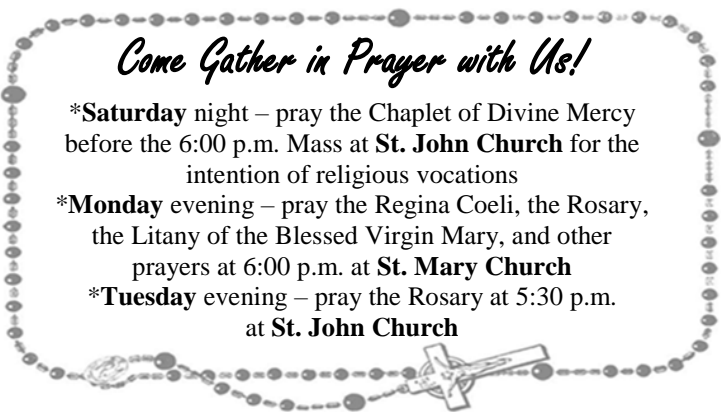 Come Gather in Prayer with Us!
*Saturday night – pray the Chaplet of Divine Mercy
before the 6:00 p.m. Mass at St. John Church for the
intention of religious vocations
*Monday evening – pray the Regina Coeli, the Rosary,
the Litany of the Blessed Virgin Mary, and other
prayers at 6:00 p.m. at St. Mary Church
*Tuesday evening – pray the Rosary at 5:30 p.m.
at St. John Church